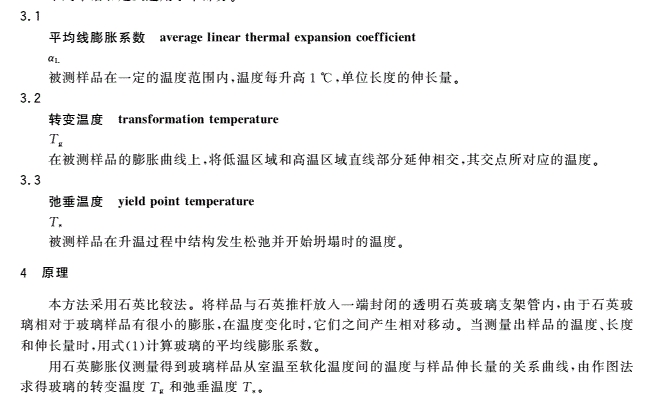 3.1
平均线膨胀系数 average linear thermal expansion coefficient
αL
被测样品在一定的温度范围内,温度每升高 1 ℃,单位长度的伸长量。
3.2
转变温度 transformation temperature
Tg
在被测样品的膨胀曲线上,将低温区域和高温区域直线部分延伸相交,其交点所对应的温度。
3.3
弛垂温度 yield point temperature
Ts
被测样品在升温过程中结构发生松弛并开始坍塌时的温度。
4 原理
本方法采用石英比较法。将样品与石英推杆放入一端封闭的透明石英玻璃支架管内,由于石英玻
璃相对于玻璃样品有很小的膨胀,在温度变化时,它们之间产生相对移动。当测量出样品的温度、长度
和伸长量时,用式(1)计算玻璃的平均线膨胀系数。
用石英膨胀仪测量得到玻璃样品从室温至软化温度间的温度与样品伸长量的关系曲线,由作图法
求得玻璃的转变温度 Tg 和弛垂温度 Ts。